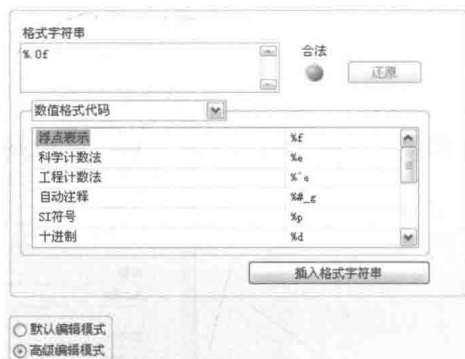 格式字符串
%.0f
合法
还原
数值格式代码
浮点表示 %f
科学计数法 %e
工程计数法 %^e
自动注释 %#_g
SI符号 %p
十进制 %d
插入格式字符串
默认编辑模式
高级编辑模式